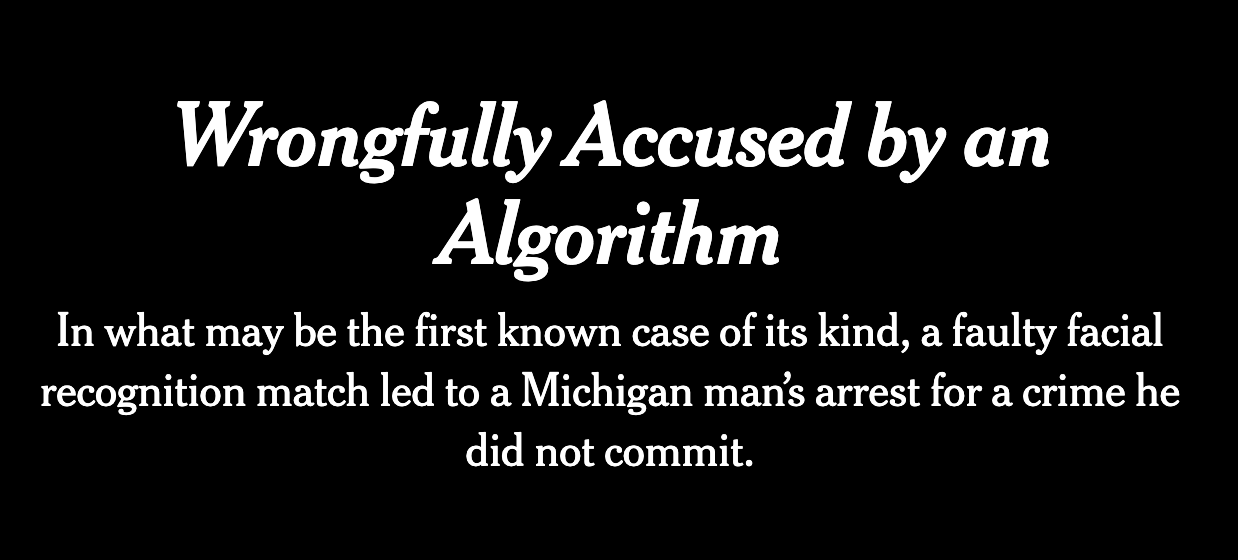 Wrongfully Accused by an
Algorithm
In what may be the first known case of its kind, a faulty facial
recognition match led to a Michigan man’s arrest for a crime he
did not commit.